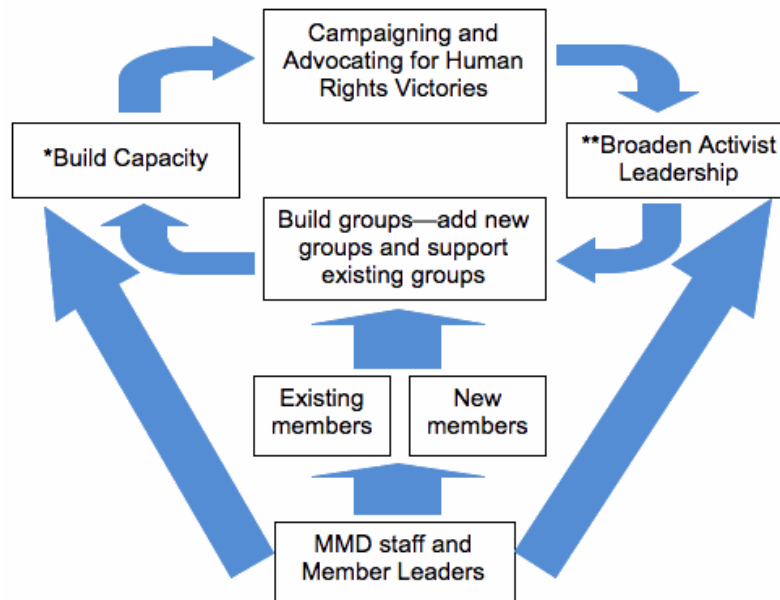 Campaigning and
Advocating for Human
Rights Victories
*Build Capacity
**Broaden Activist
Leadership
Build groups—add new
groups and support
existing groups
Existing
members
New
members
MMD staff and
Member Leaders